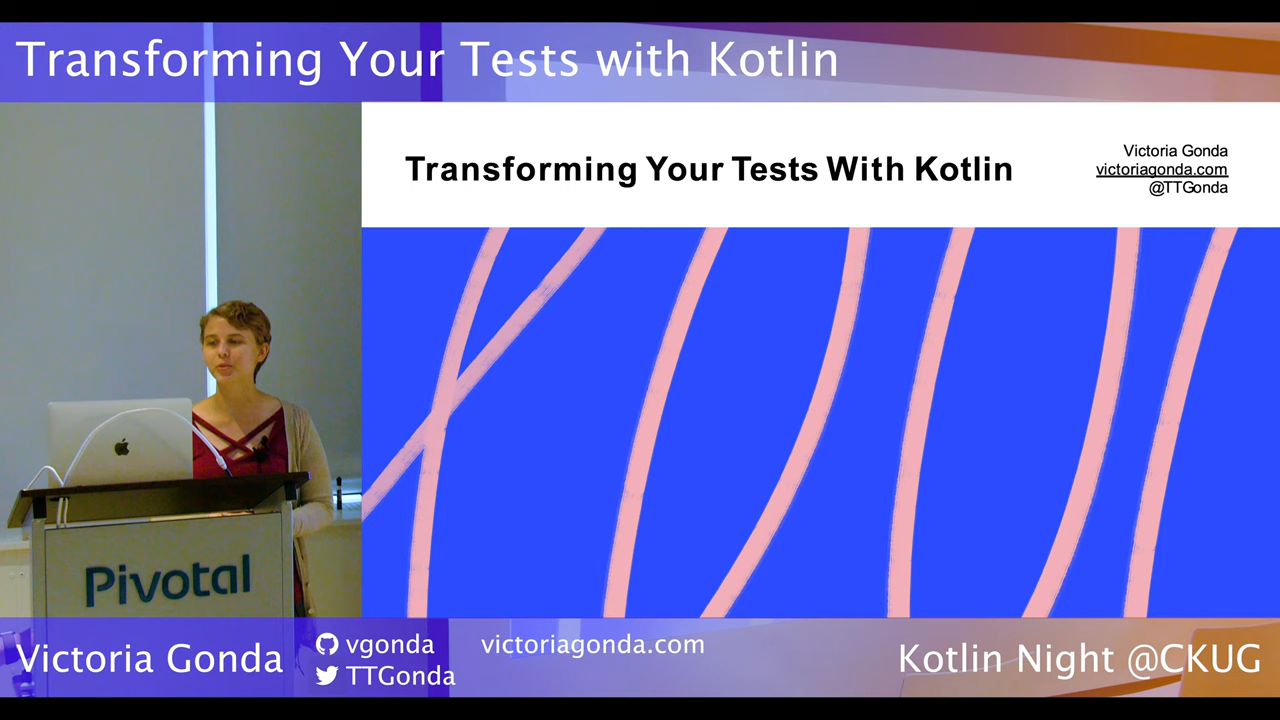 Transforming Your Tests with Kotlin
Transforming Your Tests With Kotlin
Victoria Gonda
victoriagonda.com
@TTGonda
Pivotal
Victoria Gonda
vgonda
victoriagonda.com
TTGonda
Kotlin Night @CKUG